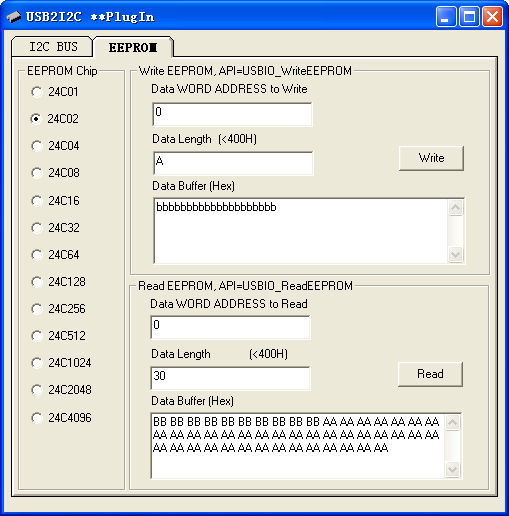 USB2I2C **PlugIn
I2C BUS
EEPROM
EEPROM Chip
24C01
24C02
24C04
24C08
24C16
24C32
24C64
24C128
24C256
24C512
24C1024
24C2048
24C4096
Write EEPROM, API=USBIO_WriteEEPROM
Data WORD ADDRESS to Write
0
Data Length (<400H)
A
Write
Data Buffer (Hex)
bbbbbbbbbbbbbbbbbbbb
Read EEPROM, API=USBIO_ReadEEPROM
Data WORD ADDRESS to Read
0
Data Length (<400H)
30
Read
Data Buffer (Hex)
BB BB BB BB BB BB BB BB BB BB AA AA AA AA AA AA AA
AA AA AA AA AA AA AA AA AA AA AA AA AA AA AA AA AA
AA AA AA AA AA AA AA AA AA AA AA AA AA AA